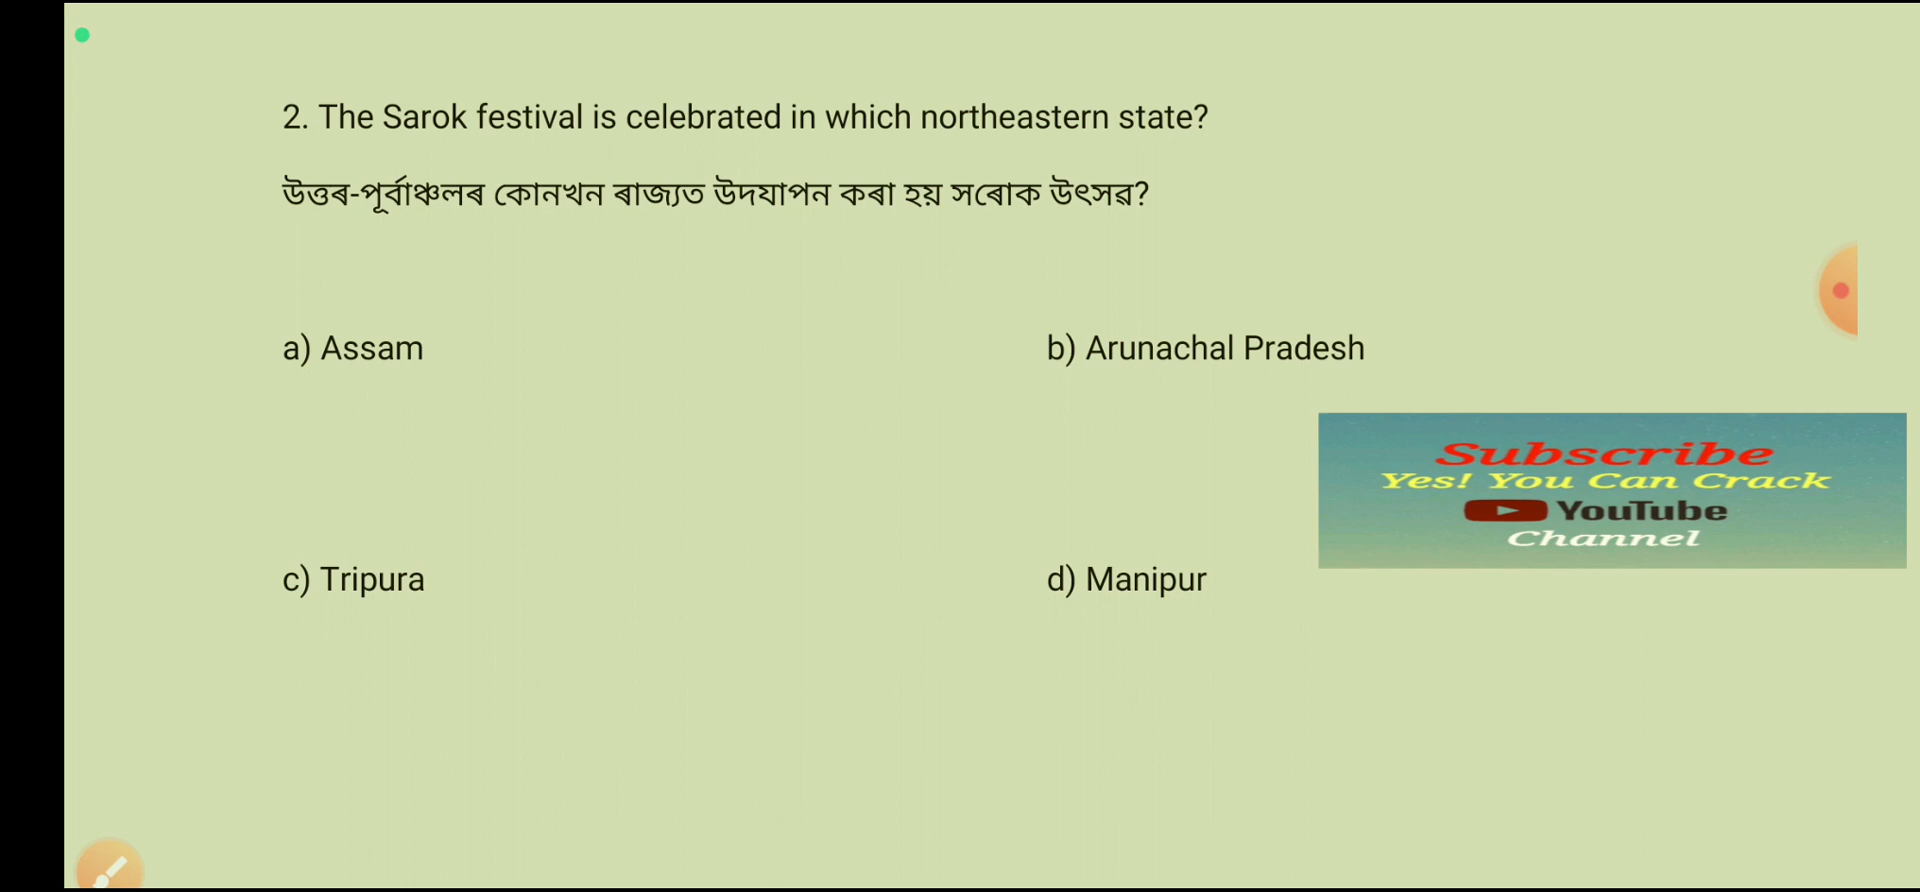 2. The Sarok festival is celebrated in which northeastern state?
উত্তৰ-পূৰ্বাঞ্চলৰ কোনখন ৰাজ্যত উদযাপন কৰা হয় সৰোক উৎসৱ?
a) Assam
b) Arunachal Pradesh
Subscribe
Yes! You Can Crack
YouTube
Channel
c) Tripura
d) Manipur